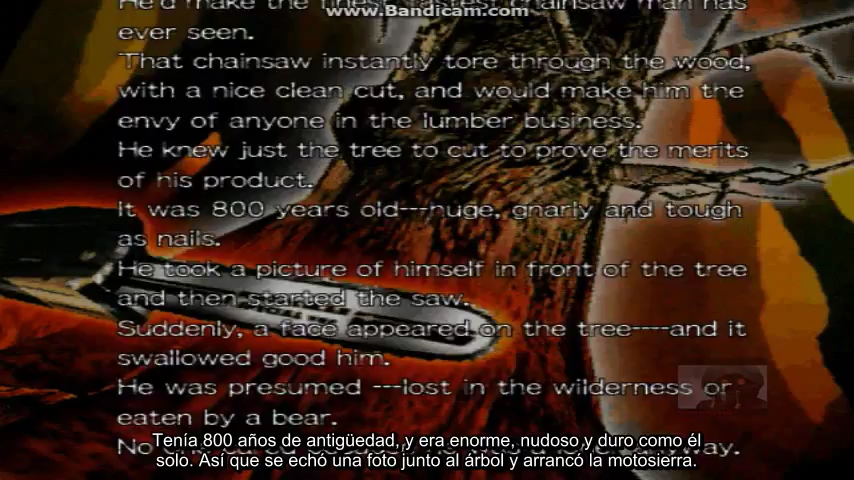 He'd make the finest, fastest chainsaw man has
www.Bandicam.com
ever seen.
That chainsaw instantly tore through the wood,
with a nice clean cut, and would make him the
envy of anyone in the lumber business.
He knew just the tree to cut to prove the merits
of his product.
It was 800 years old---huge, gnarly and tough
as nails.
He took a picture of himself in front of the tree
and then started the saw.
Suddenly, a face appeared on the tree----and it
swallowed good him.
He was presumed ---lost in the wilderness or
eaten by a bear.
No one way.
Tenía 800 años de antigüedad, y era enorme, nudoso y duro como él
solo. Así que se echó una foto junto al árbol y arrancó la motosierra.